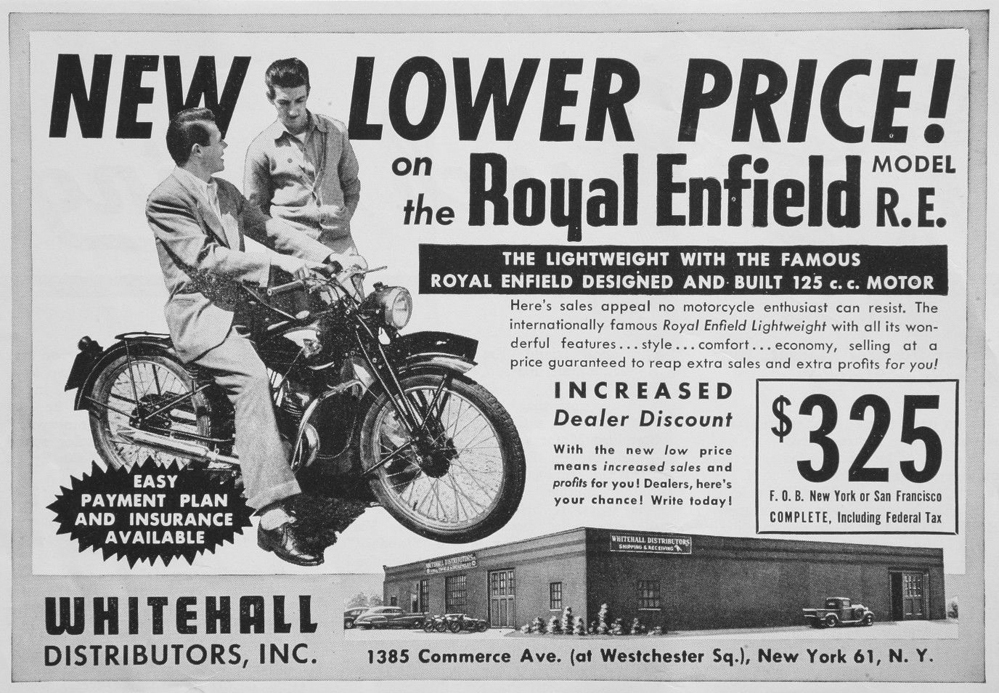 NEW LOWER PRICE!
on the Royal Enfield MODEL R.E.
THE LIGHTWEIGHT WITH THE FAMOUS
ROYAL ENFIELD DESIGNED AND BUILT 125 c.c. MOTOR
Here's sales appeal no motorcycle enthusiast can resist. The
internationally famous Royal Enfield Lightweight with all its won-
derful features...style...comfort...economy, selling at a
price guaranteed to reap extra sales and extra profits for you!
INCREASED
Dealer Discount
With the new low price
means increased sales and
profits for you! Dealers, here's
your chance! Write today!
$325
F. O. B. New York or San Francisco
COMPLETE, Including Federal Tax
EASY
PAYMENT PLAN
AND INSURANCE
AVAILABLE
WHITEHALL DISTRIBUTORS
WHITEHALL DISTRIBUTORS
SHIPPING & RECEIVING
WHITEHALL
DISTRIBUTORS, INC.
1385 Commerce Ave. (at Westchester Sq.), New York 61, N. Y.